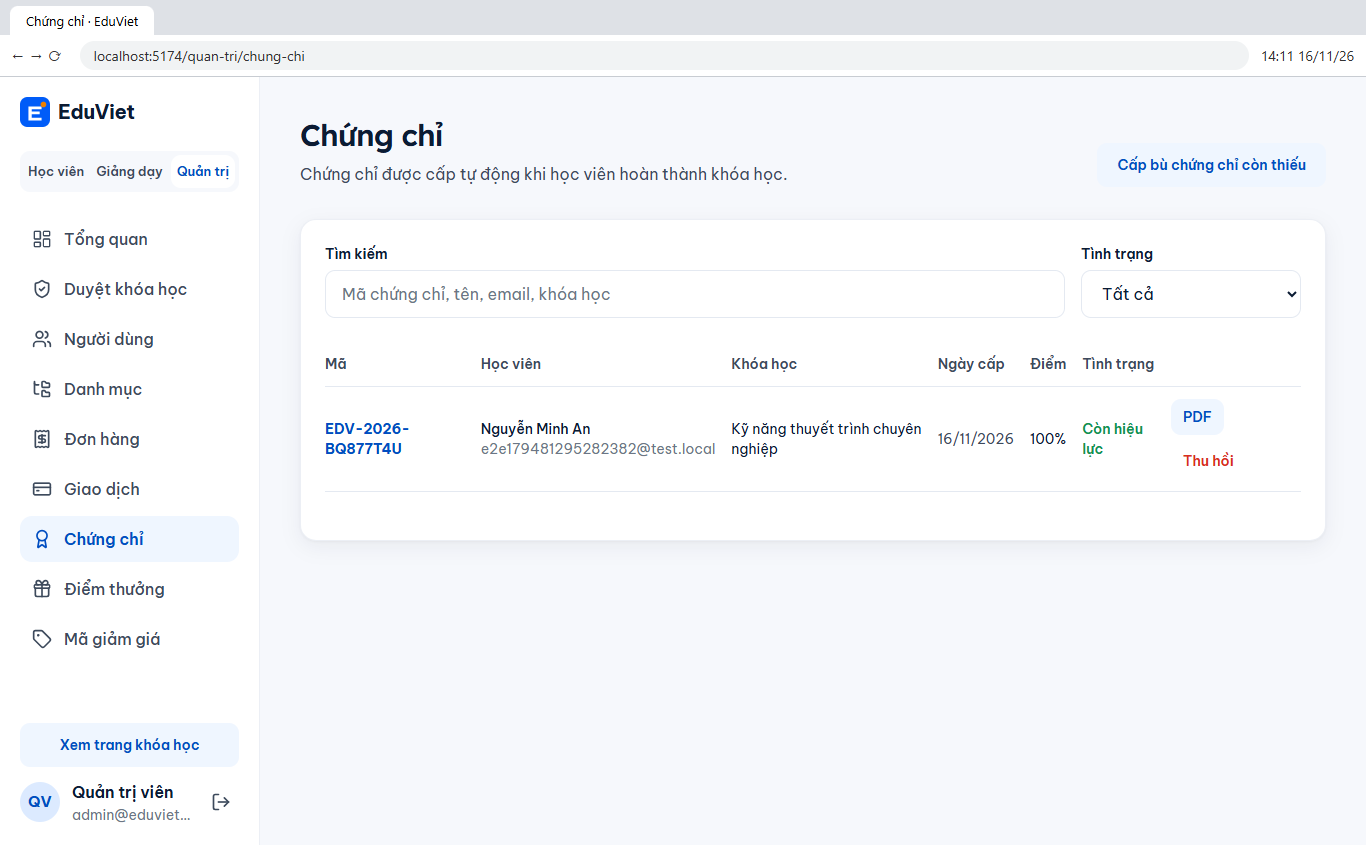 Chứng chỉ · EduViet
localhost:5174/quan-tri/chung-chi
14:11 16/11/26
EduViet
Học viên Giảng dạy Quản trị
Tổng quan
Duyệt khóa học
Người dùng
Danh mục
Đơn hàng
Giao dịch
Chứng chỉ
Điểm thưởng
Mã giảm giá
Xem trang khóa học
QV
Quản trị viên
admin@eduviet...
Chứng chỉ
Chứng chỉ được cấp tự động khi học viên hoàn thành khóa học.
Cấp bù chứng chỉ còn thiếu
Tìm kiếm
Mã chứng chỉ, tên, email, khóa học
Tình trạng
Tất cả
Mã Học viên Khóa học Ngày cấp Điểm Tình trạng
EDV-2026-
BQ877T4U
Nguyễn Minh An
e2e179481295282382@test.local
Kỹ năng thuyết trình chuyên
nghiệp
16/11/2026
100%
Còn hiệu
lực
PDF
Thu hồi